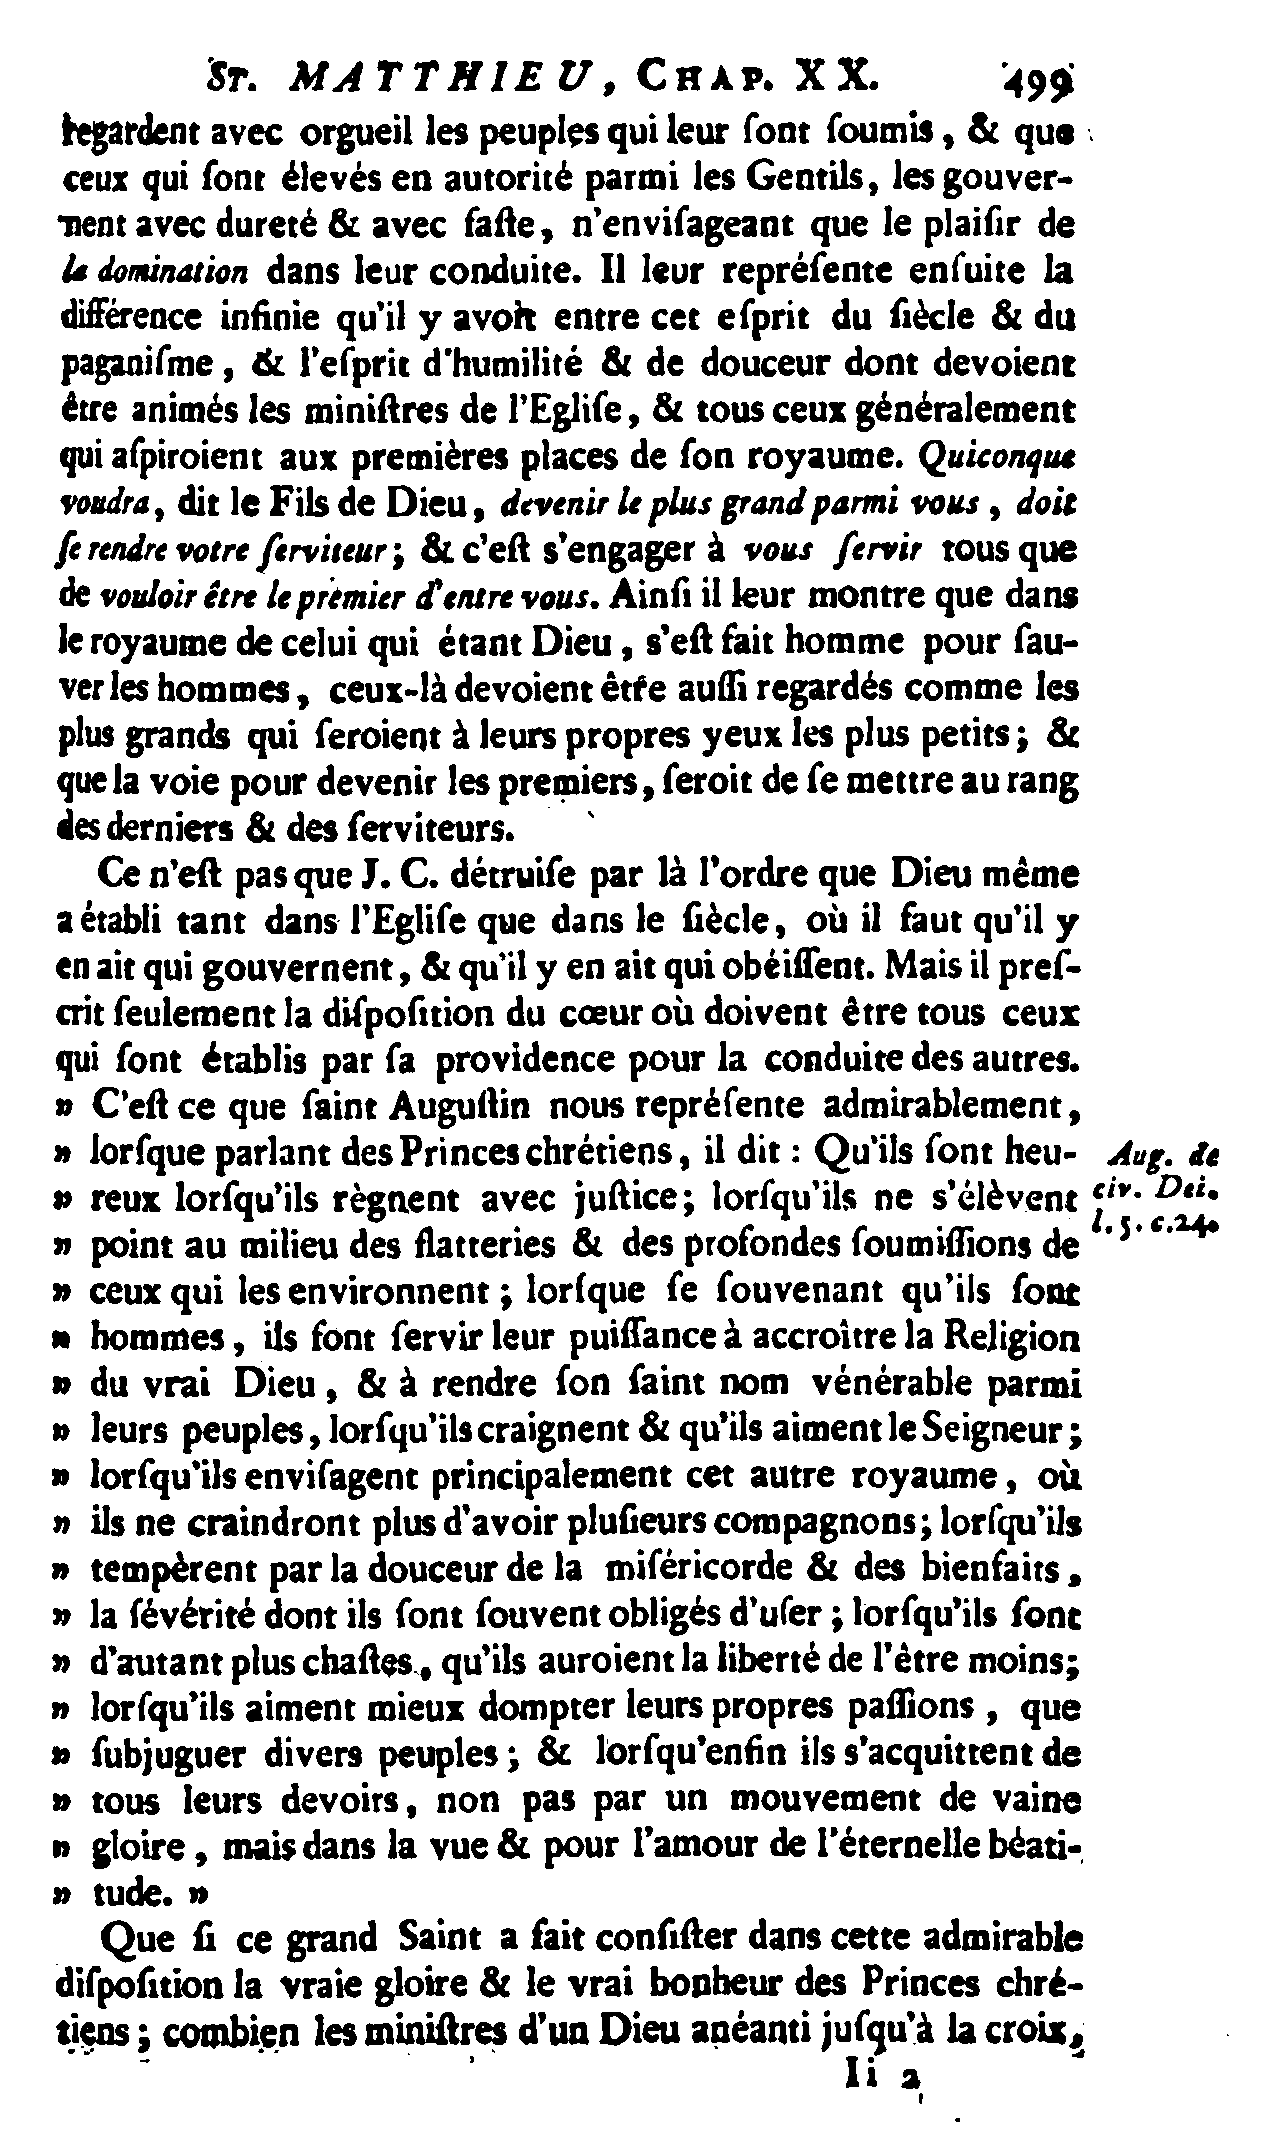 ST. MATTHIEU, CHAP. XX. 499
regardent avec orgueil les peuples qui leur ſont ſoumis, & que
ceux qui ſont élevés en autorité parmi les Gentils, les gouver-
nent avec dureté & avec faſte, n'enviſageant que le plaiſir de
la domination dans leur conduite. Il leur repréſente enſuite la
différence infinie qu'il y avoit entre cet eſprit du ſiècle & du
paganiſme, & l'eſprit d'humilité & de douceur dont devoient
être animés les miniſtres de l'Egliſe, & tous ceux généralement
qui aſpiroient aux premières places de ſon royaume. Quiconque
voudra, dit le Fils de Dieu, devenir le plus grand parmi vous, doit
ſe rendre votre ſerviteur; & c'eſt s'engager à vous ſervir tous que
de vouloir être le premier d'entre vous. Ainſi il leur montre que dans
le royaume de celui qui étant Dieu, s'eſt fait homme pour ſau-
ver les hommes, ceux-là devoient être auſſi regardés comme les
plus grands qui ſeroient à leurs propres yeux les plus petits; &
que la voie pour devenir les premiers, ſeroit de ſe mettre au rang
des derniers & des ſerviteurs.
Ce n'eſt pas que J. C. détruiſe par là l'ordre que Dieu même
a établi tant dans l'Egliſe que dans le ſiècle, où il faut qu'il y
en ait qui gouvernent, & qu'il y en ait qui obéiſſent. Mais il preſ-
crit ſeulement la diſpoſition du cœur où doivent être tous ceux
qui ſont établis par ſa providence pour la conduite des autres.
» C'eſt ce que ſaint Auguſtin nous repréſente admirablement,
» lorſque parlant des Princes chrétiens, il dit : Qu'ils ſont heu-
» reux lorſqu'ils règnent avec juſtice; lorſqu'ils ne s'élèvent
» point au milieu des flatteries & des profondes ſoumiſſions de
» ceux qui les environnent; lorſque ſe ſouvenant qu'ils ſont
» hommes, ils font ſervir leur puiſſance à accroître la Religion
» du vrai Dieu, & à rendre ſon ſaint nom vénérable parmi
» leurs peuples, lorſqu'ils craignent & qu'ils aiment le Seigneur;
» lorſqu'ils enviſagent principalement cet autre royaume, où
» ils ne craindront plus d'avoir pluſieurs compagnons; lorſqu'ils
» tempèrent par la douceur de la miſéricorde & des bienfaits,
» la ſévérité dont ils ſont ſouvent obligés d'uſer; lorſqu'ils ſont
» d'autant plus chaſtes, qu'ils auroient la liberté de l'être moins;
» lorſqu'ils aiment mieux dompter leurs propres paſſions, que
» ſubjuguer divers peuples; & lorſqu'enfin ils s'acquittent de
» tous leurs devoirs, non pas par un mouvement de vaine
» gloire, mais dans la vue & pour l'amour de l'éternelle béati-
» tude. »
Aug. de
civ. Dei.
l. 5. c.24.
Que ſi ce grand Saint a fait conſiſter dans cette admirable
diſpoſition la vraie gloire & le vrai bonheur des Princes chré-
tiens; combien les miniſtres d'un Dieu anéanti juſqu'à la croix,
Ii 2